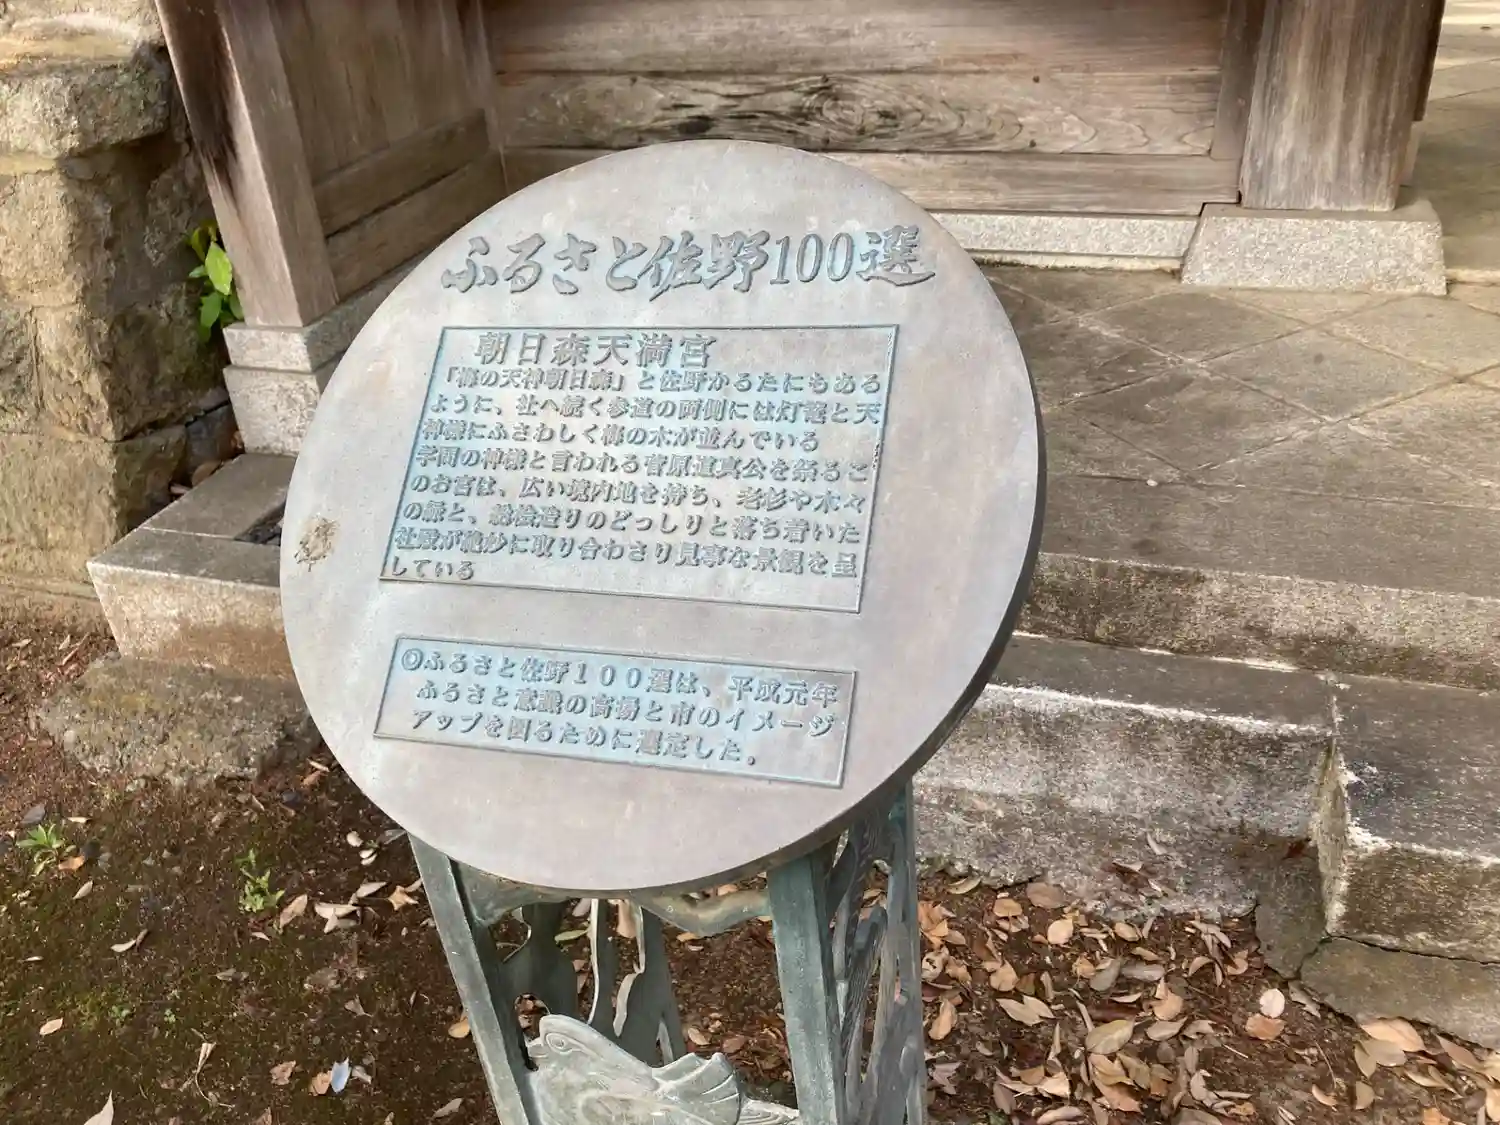 ふるさと佐野100選
朝日森天満宮
「梅の天神朝日森」と佐野かるたにもある
ように、社へ続く参道の両側には灯篭と天
神様にふさわしく梅の木が並んでいる
学問の神様と言われる菅原道真公を祭るこ
のお宮は、広い境内地を持ち、老杉や木々
の緑と、総桧造りのどっしりと落ち着いた
社殿が絶妙に取り合わさり見事な景観を呈
している
◎ふるさと佐野１００選は、平成元年
ふるさと意識の高揚と市のイメージ
アップを図るために選定した。